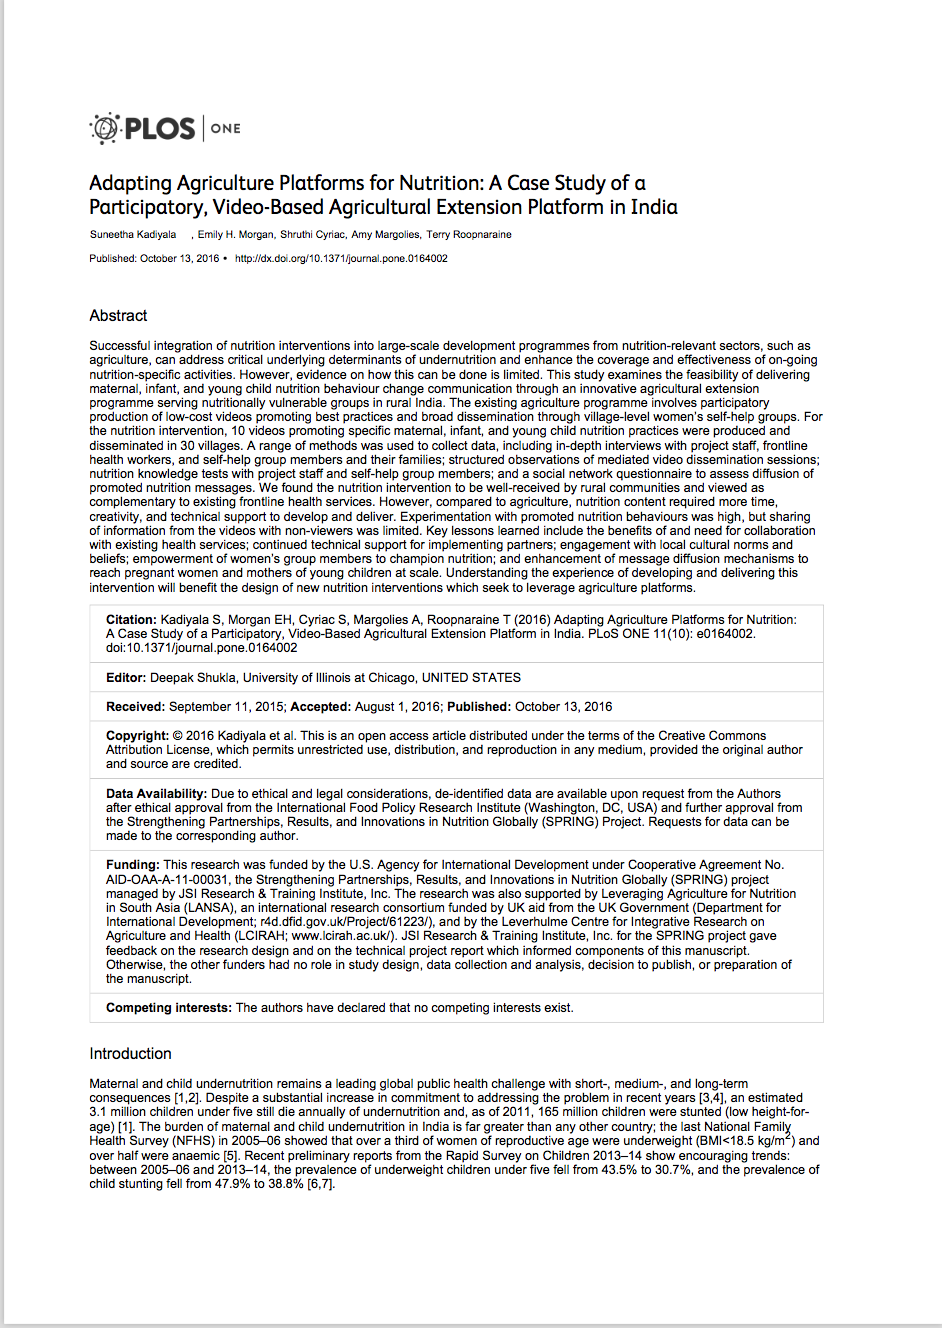 PLOS | ONE
Adapting Agriculture Platforms for Nutrition: A Case Study of a
Participatory, Video-Based Agricultural Extension Platform in India
Suneetha Kadiyala , Emily H. Morgan, Shruthi Cyriac, Amy Margolies, Terry Roopnaraine
Published: October 13, 2016 • http://dx.doi.org/10.1371/journal.pone.0164002
Abstract
Successful integration of nutrition interventions into large-scale development programmes from nutrition-relevant sectors, such as
agriculture, can address critical underlying determinants of undernutrition and enhance the coverage and effectiveness of on-going
nutrition-specific activities. However, evidence on how this can be done is limited. This study examines the feasibility of delivering
maternal, infant, and young child nutrition behaviour change communication through an innovative agricultural extension
programme serving nutritionally vulnerable groups in rural India. The existing agriculture programme involves participatory
production of low-cost videos promoting best practices and broad dissemination through village-level women's self-help groups. For
the nutrition intervention, 10 videos promoting specific maternal, infant, and young child nutrition practices were produced and
disseminated in 30 villages. A range of methods was used to collect data, including in-depth interviews with project staff, frontline
health workers, and self-help group members and their families; structured observations of mediated video dissemination sessions;
nutrition knowledge tests with project staff and self-help group members; and a social network questionnaire to assess diffusion of
promoted nutrition messages. We found the nutrition intervention to be well-received by rural communities and viewed as
complementary to existing frontline health services. However, compared to agriculture, nutrition content required more time,
creativity, and technical support to develop and deliver. Experimentation with promoted nutrition behaviours was high, but sharing
of information from the videos with non-viewers was limited. Key lessons learned include the benefits of and need for collaboration
with existing health services; continued technical support for implementing partners; engagement with local cultural norms and
beliefs; empowerment of women's group members to champion nutrition; and enhancement of message diffusion mechanisms to
reach pregnant women and mothers of young children at scale. Understanding the experience of developing and delivering this
intervention will benefit the design of new nutrition interventions which seek to leverage agriculture platforms.
Citation: Kadiyala S, Morgan EH, Cyriac S, Margolies A, Roopnaraine T (2016) Adapting Agriculture Platforms for Nutrition:
A Case Study of a Participatory, Video-Based Agricultural Extension Platform in India. PLoS ONE 11(10): e0164002.
doi:10.1371/journal.pone.0164002
Editor: Deepak Shukla, University of Illinois at Chicago, UNITED STATES
Received: September 11, 2015; Accepted: August 1, 2016; Published: October 13, 2016
Copyright: © 2016 Kadiyala et al. This is an open access article distributed under the terms of the Creative Commons
Attribution License, which permits unrestricted use, distribution, and reproduction in any medium, provided the original author
and source are credited.
Data Availability: Due to ethical and legal considerations, de-identified data are available upon request from the Authors
after ethical approval from the International Food Policy Research Institute (Washington, DC, USA) and further approval from
the Strengthening Partnerships, Results, and Innovations in Nutrition Globally (SPRING) Project. Requests for data can be
made to the corresponding author.
Funding: This research was funded by the U.S. Agency for International Development under Cooperative Agreement No.
AID-OAA-A-11-00031, the Strengthening Partnerships, Results, and Innovations in Nutrition Globally (SPRING) project
managed by JSI Research & Training Institute, Inc. The research was also supported by Leveraging Agriculture for Nutrition
in South Asia (LANSA), an international research consortium funded by UK aid from the UK Government (Department for
International Development; r4d.dfid.gov.uk/Project/61223/), and by the Leverhulme Centre for Integrative Research on
Agriculture and Health (LCIRAH; www.lcirah.ac.uk/). JSI Research & Training Institute, Inc. for the SPRING project gave
feedback on the research design and on the technical project report which informed components of this manuscript.
Otherwise, the other funders had no role in study design, data collection and analysis, decision to publish, or preparation of
the manuscript.
Competing interests: The authors have declared that no competing interests exist.
Introduction
Maternal and child undernutrition remains a leading global public health challenge with short-, medium-, and long-term
consequences [1,2]. Despite a substantial increase in commitment to addressing the problem in recent years [3,4], an estimated
3.1 million children under five still die annually of undernutrition and, as of 2011, 165 million children were stunted (low height-for-
age) [1]. The burden of maternal and child undernutrition in India is far greater than any other country; the last National Family
Health Survey (NFHS) in 2005–06 showed that over a third of women of reproductive age were underweight (BMI<18.5 kg/m²) and
over half were anaemic [5]. Recent preliminary reports from the Rapid Survey on Children 2013–14 show encouraging trends:
between 2005–06 and 2013–14, the prevalence of underweight children under five fell from 43.5% to 30.7%, and the prevalence of
child stunting fell from 47.9% to 38.8% [6,7].